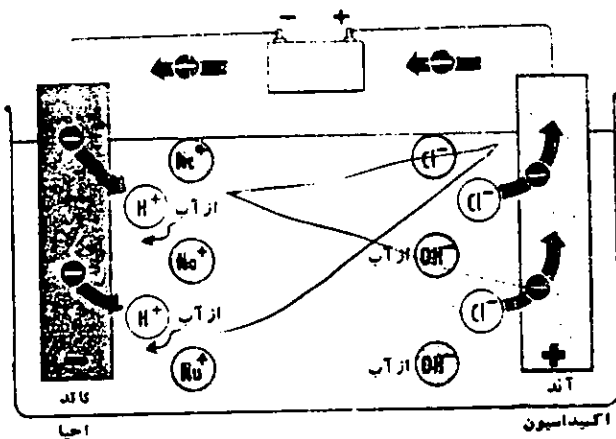 − +
− −
− Na⁺ Cl⁻ −
H⁺ از آب Cl⁻
Na⁺ از آب OH⁻
− H⁺ از آب Cl⁻ −
− Na⁺ از آب OH⁻ +
کاتد آند
احیا اکسیداسیون